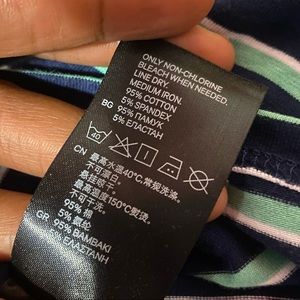 ONLY NON-CHLORINE
BLEACH WHEN NEEDED.
LINE DRY.
MEDIUM IRON.
95% COTTON
5% SPANDEX
BG 95% ПАМУК
5% ЕЛАСТАН
40
CN 最高水温40℃,常规洗涤.
不可漂白.
悬挂晾干.
最高温度150℃熨烫.
不可干洗.
95% 棉
5% 氨纶
GR 95% ΒΑΜΒΑΚΙ
5% ΕΛΑΣΤΑΝΗ